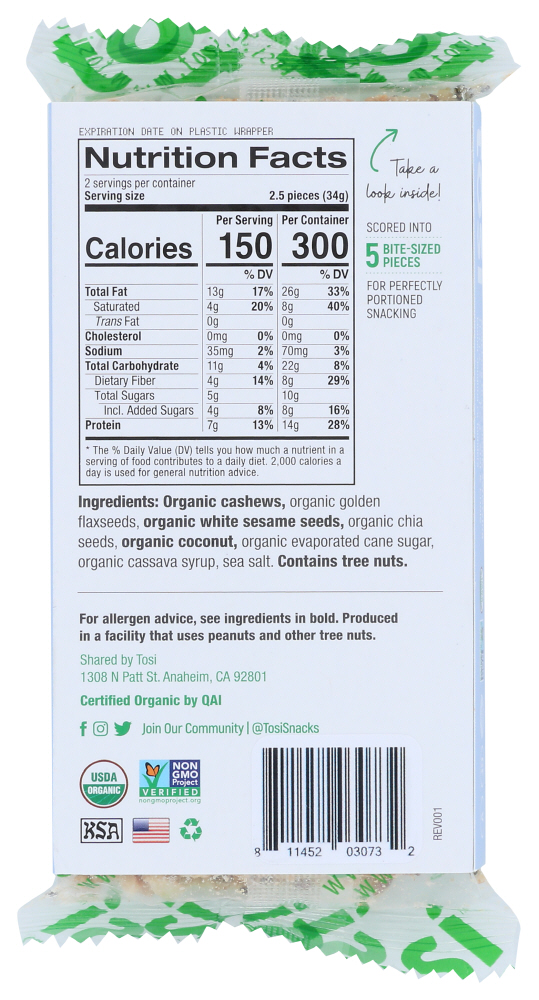 EXPIRATION DATE ON PLASTIC WRAPPER
Nutrition Facts
2 servings per container
Serving size 2.5 pieces (34g)
Per Serving Per Container
Calories 150 300
% DV % DV
Total Fat 13g 17% 26g 33%
Saturated 4g 20% 8g 40%
Trans Fat 0g 0g
Cholesterol 0mg 0% 0mg 0%
Sodium 35mg 2% 70mg 3%
Total Carbohydrate 11g 4% 22g 8%
Dietary Fiber 4g 14% 8g 29%
Total Sugars 5g 10g
Incl. Added Sugars 4g 8% 8g 16%
Protein 7g 13% 14g 28%
* The % Daily Value (DV) tells you how much a nutrient in a
serving of food contributes to a daily diet. 2,000 calories a
day is used for general nutrition advice.
Take a
look inside!
SCORED INTO
5 BITE-SIZED
PIECES
FOR PERFECTLY
PORTIONED
SNACKING
Ingredients: Organic cashews, organic golden
flaxseeds, organic white sesame seeds, organic chia
seeds, organic coconut, organic evaporated cane sugar,
organic cassava syrup, sea salt. Contains tree nuts.
For allergen advice, see ingredients in bold. Produced
in a facility that uses peanuts and other tree nuts.
Shared by Tosi
1308 N Patt St. Anaheim, CA 92801
Certified Organic by QAI
Join Our Community | @TosiSnacks
USDA
ORGANIC
NON
GMO
Project
VERIFIED
nongmoproject.org
KSA
8 11452 03073 2
REV001